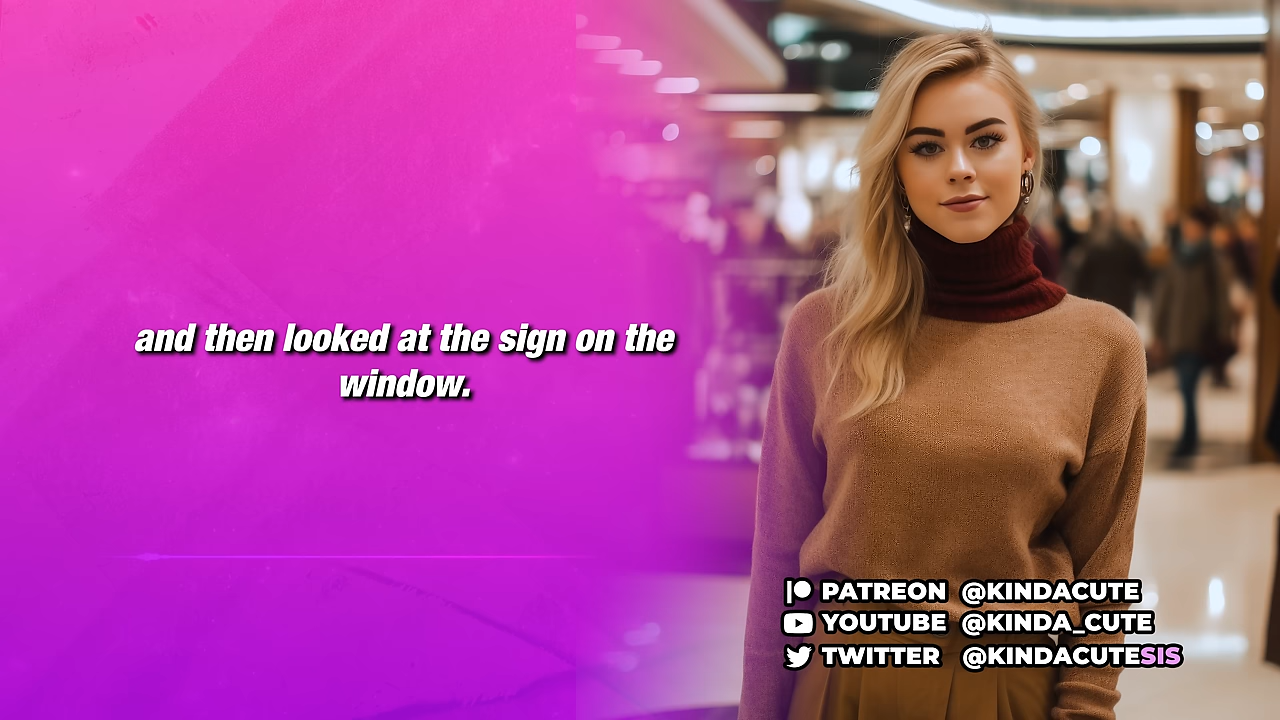 and then looked at the sign on the
window.
PATREON @KINDACUTE
YOUTUBE @KINDA_CUTE
TWITTER @KINDACUTESIS